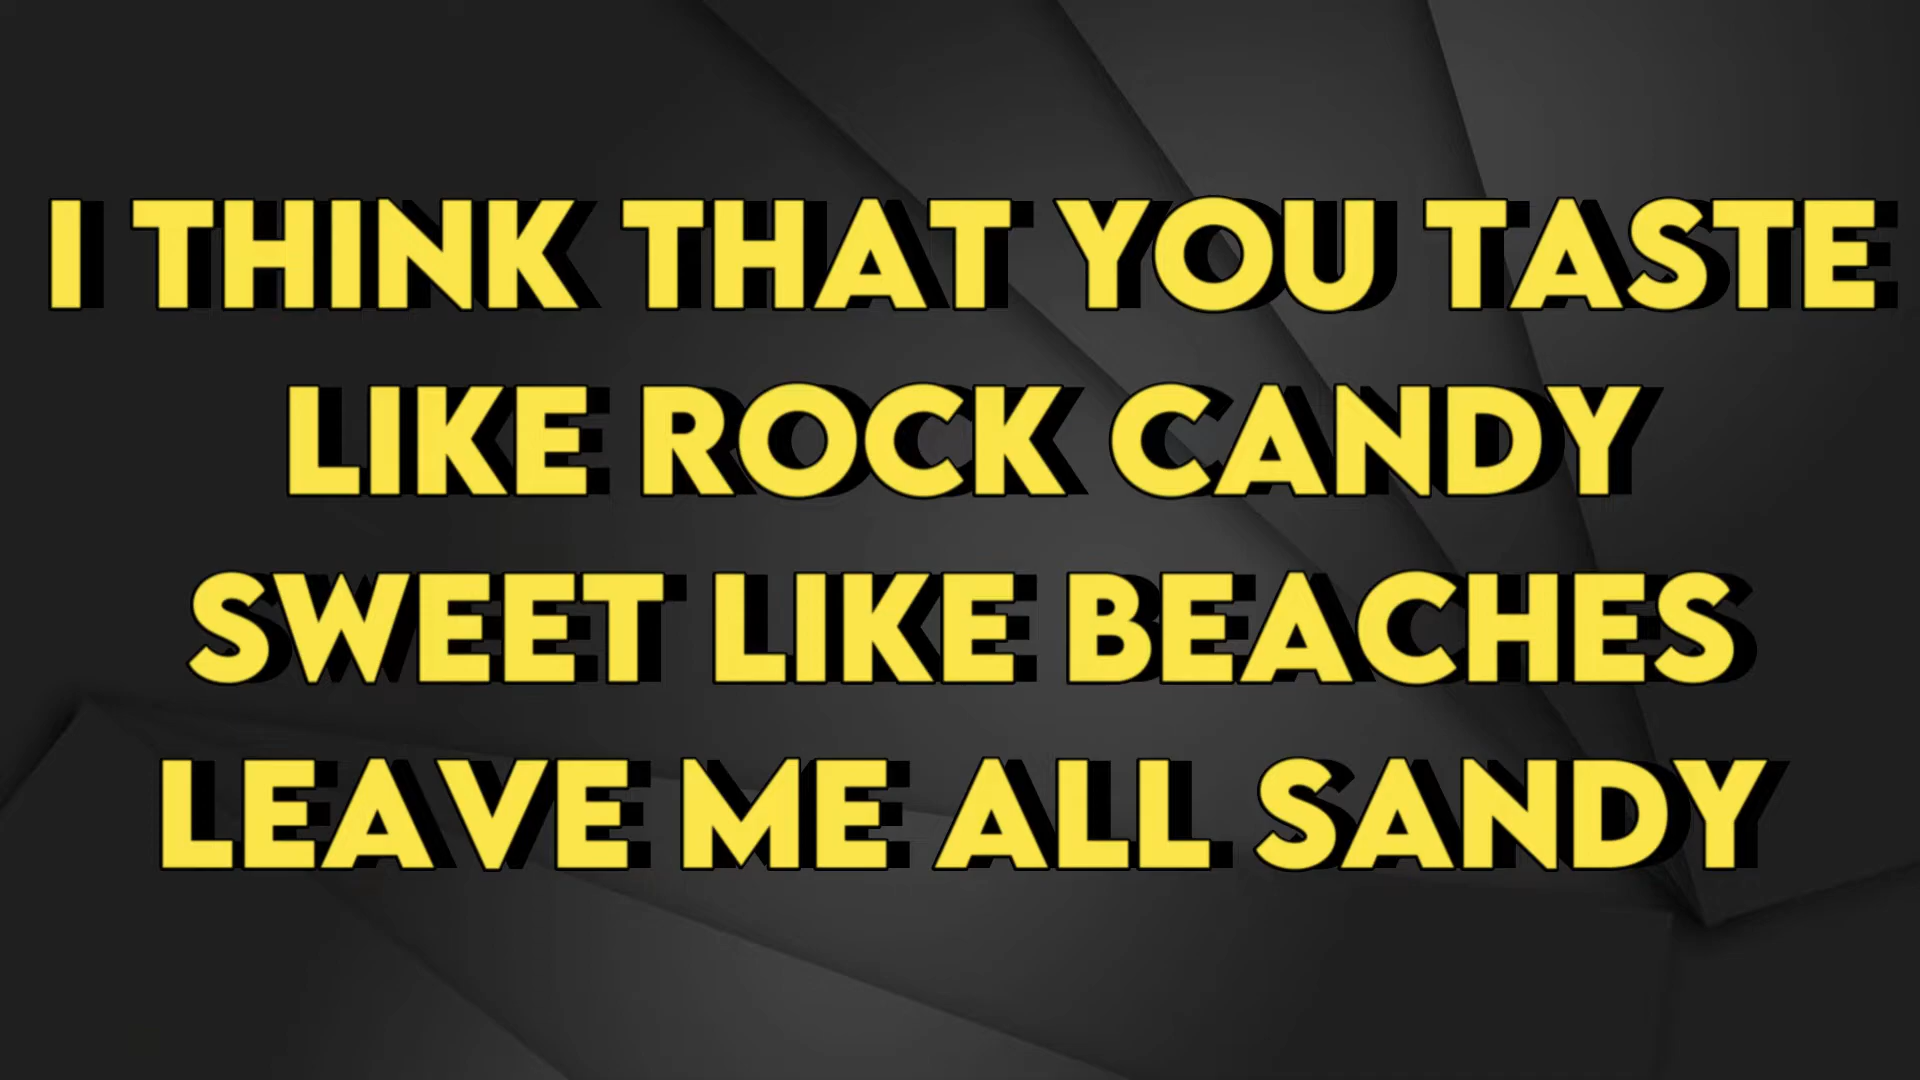 I THINK THAT YOU TASTE
LIKE ROCK CANDY
SWEET LIKE BEACHES
LEAVE ME ALL SANDY